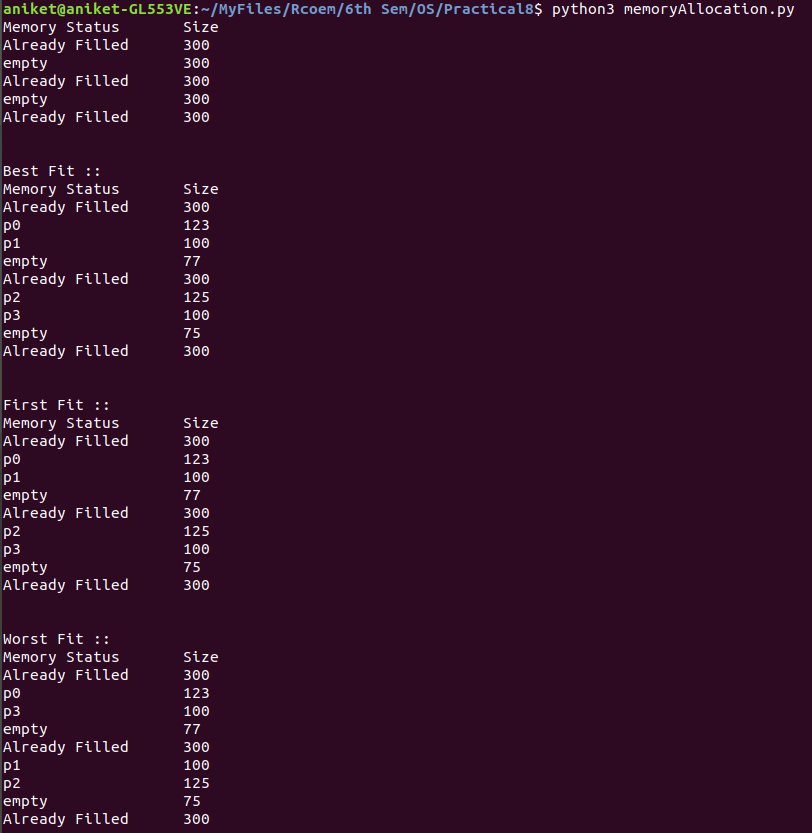 aniket@aniket-GL553VE:~/MyFiles/Rcoem/6th Sem/OS/Practical8$ python3 memoryAllocation.py
Memory Status Size
Already Filled 300
empty 300
Already Filled 300
empty 300
Already Filled 300
Best Fit ::
Memory Status Size
Already Filled 300
p0 123
p1 100
empty 77
Already Filled 300
p2 125
p3 100
empty 75
Already Filled 300
First Fit ::
Memory Status Size
Already Filled 300
p0 123
p1 100
empty 77
Already Filled 300
p2 125
p3 100
empty 75
Already Filled 300
Worst Fit ::
Memory Status Size
Already Filled 300
p0 123
p3 100
empty 77
Already Filled 300
p1 100
p2 125
empty 75
Already Filled 300